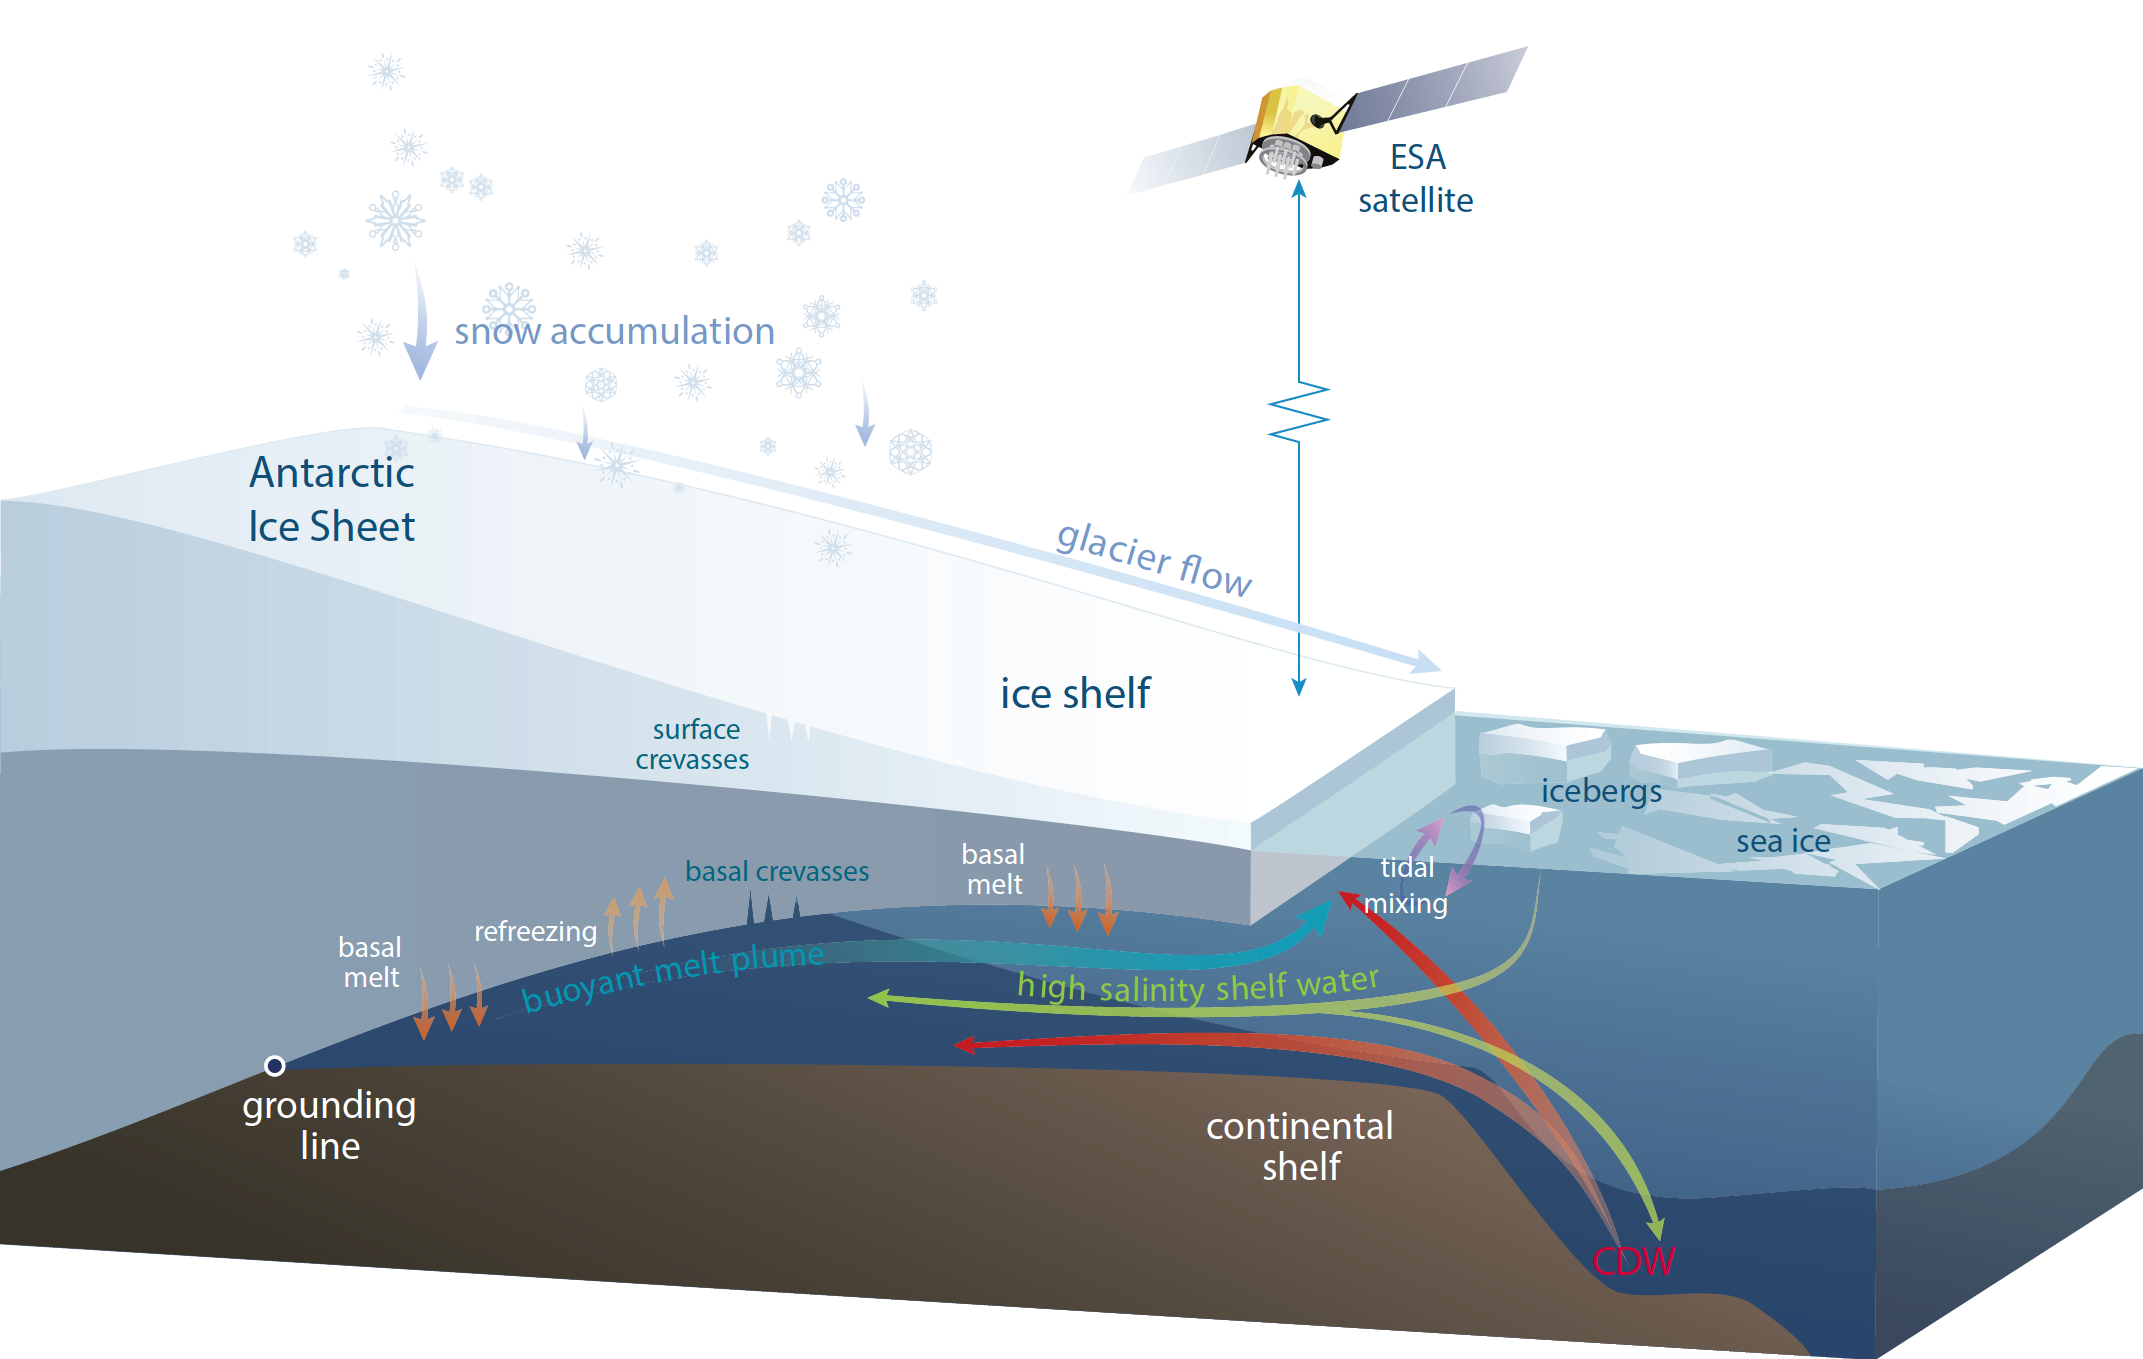 ESA
satellite
snow accumulation
Antarctic
Ice Sheet
glacier flow
ice shelf
surface
crevasses
icebergs
sea ice
basal crevasses
basal
melt
tidal
mixing
refreezing
basal
melt
buoyant melt plume
high salinity shelf water
grounding
line
continental
shelf
CDW